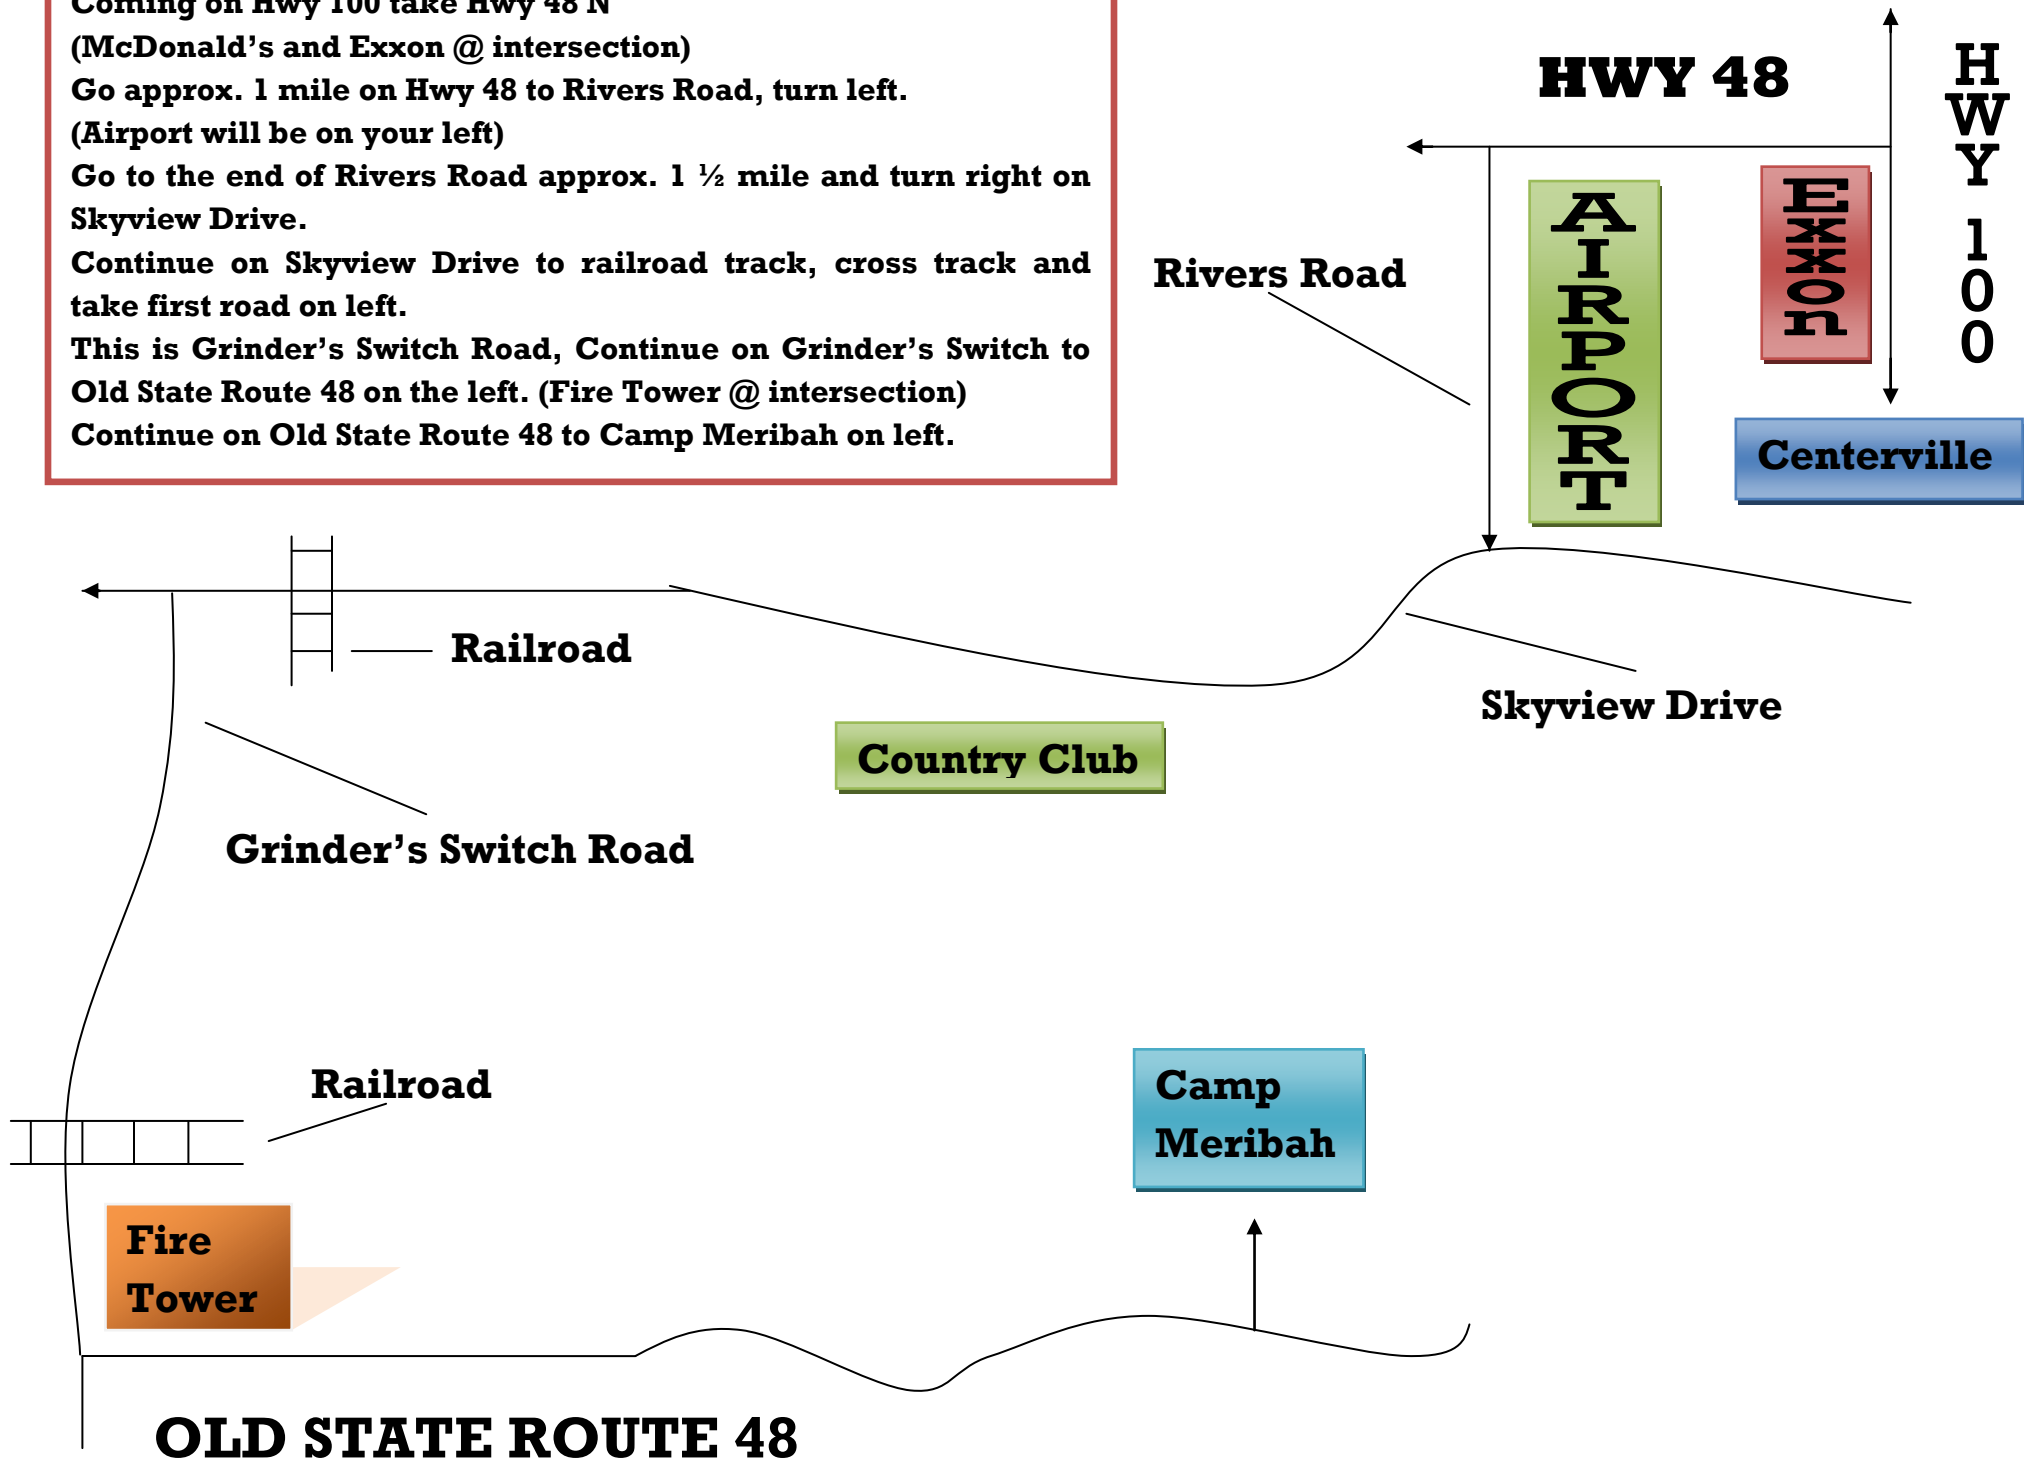 Coming on Hwy 100 take Hwy 48 N
(McDonald’s and Exxon @ intersection)
Go approx. 1 mile on Hwy 48 to Rivers Road, turn left.
(Airport will be on your left)
Go to the end of Rivers Road approx. 1 ½ mile and turn right on
Skyview Drive.
Continue on Skyview Drive to railroad track, cross track and
take first road on left.
This is Grinder’s Switch Road, Continue on Grinder’s Switch to
Old State Route 48 on the left. (Fire Tower @ intersection)
Continue on Old State Route 48 to Camp Meribah on left.
HWY 48
HWY 100
AIRPORT
Exxon
Rivers Road
Centerville
Railroad
Skyview Drive
Country Club
Grinder’s Switch Road
Railroad
Camp
Meribah
Fire
Tower
OLD STATE ROUTE 48